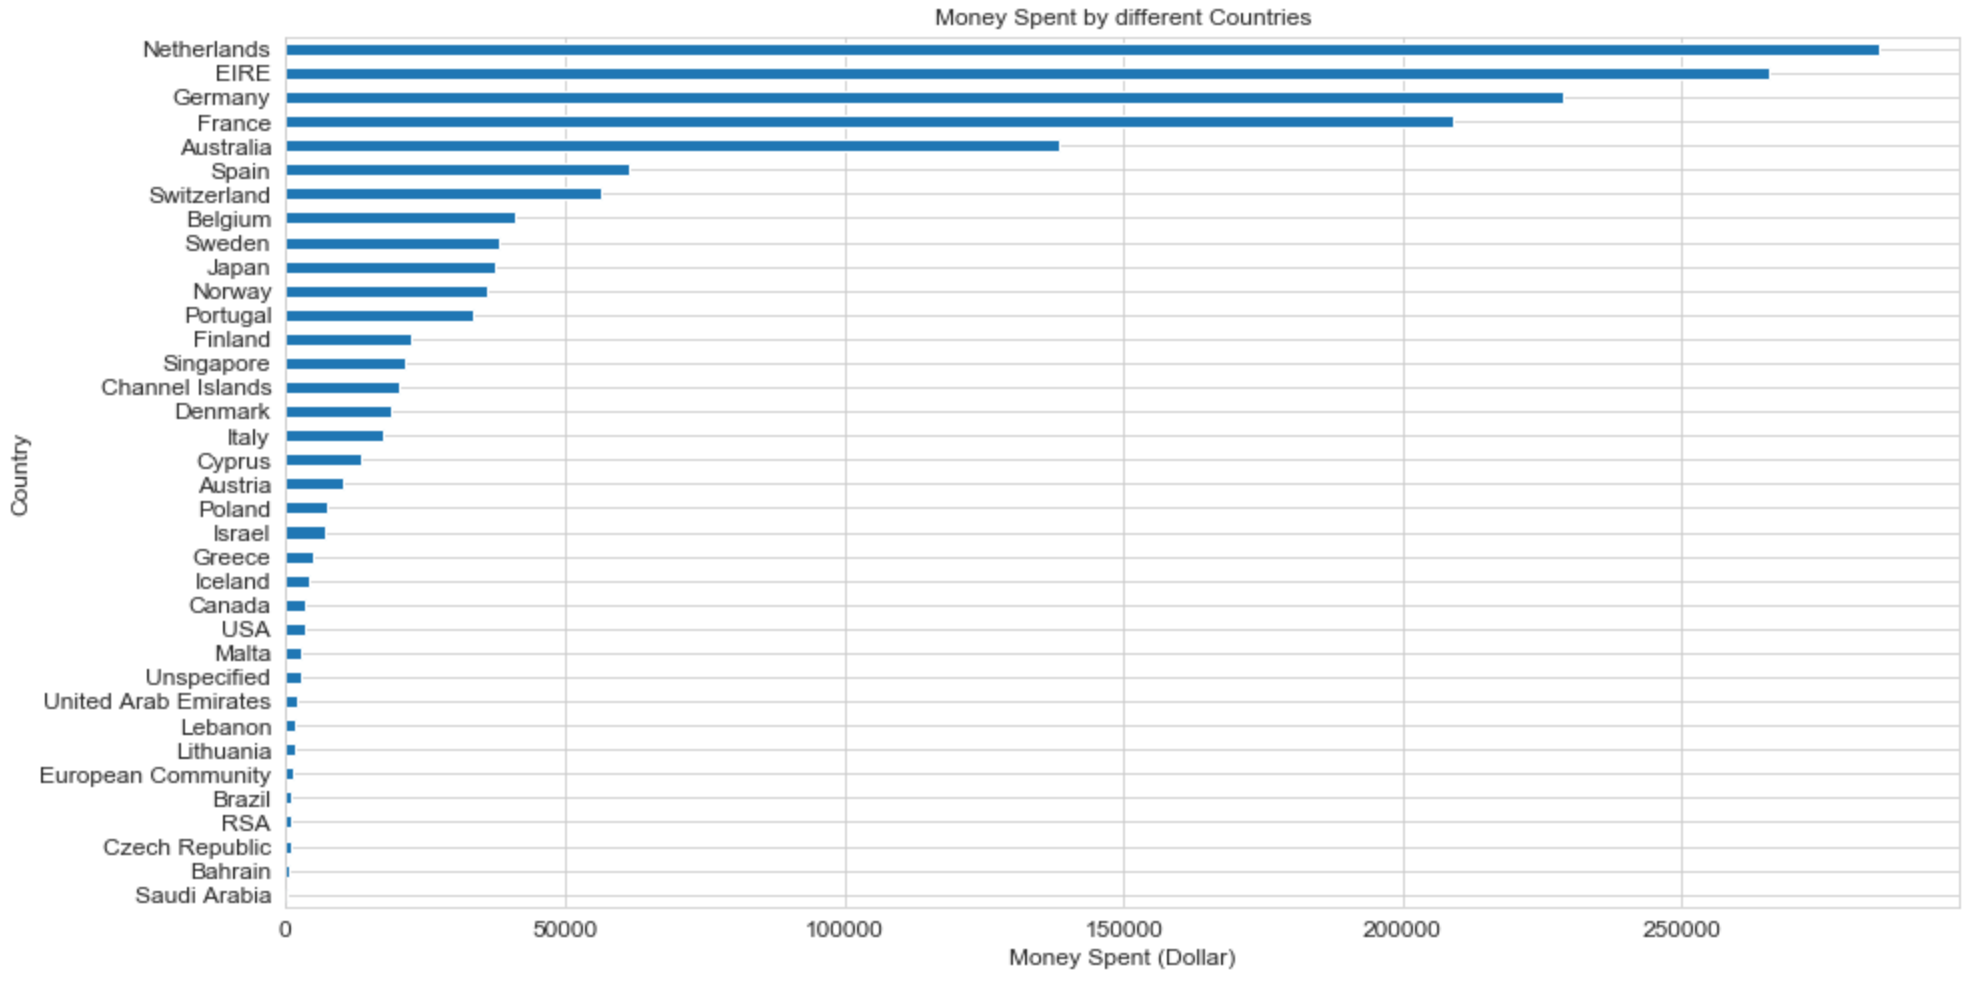 Money Spent by different Countries
Netherlands
EIRE
Germany
France
Australia
Spain
Switzerland
Belgium
Sweden
Japan
Norway
Portugal
Finland
Singapore
Channel Islands
Denmark
Italy
Cyprus
Austria
Poland
Israel
Greece
Iceland
Canada
USA
Malta
Unspecified
United Arab Emirates
Lebanon
Lithuania
European Community
Brazil
RSA
Czech Republic
Bahrain
Saudi Arabia
Country
0 50000 100000 150000 200000 250000
Money Spent (Dollar)